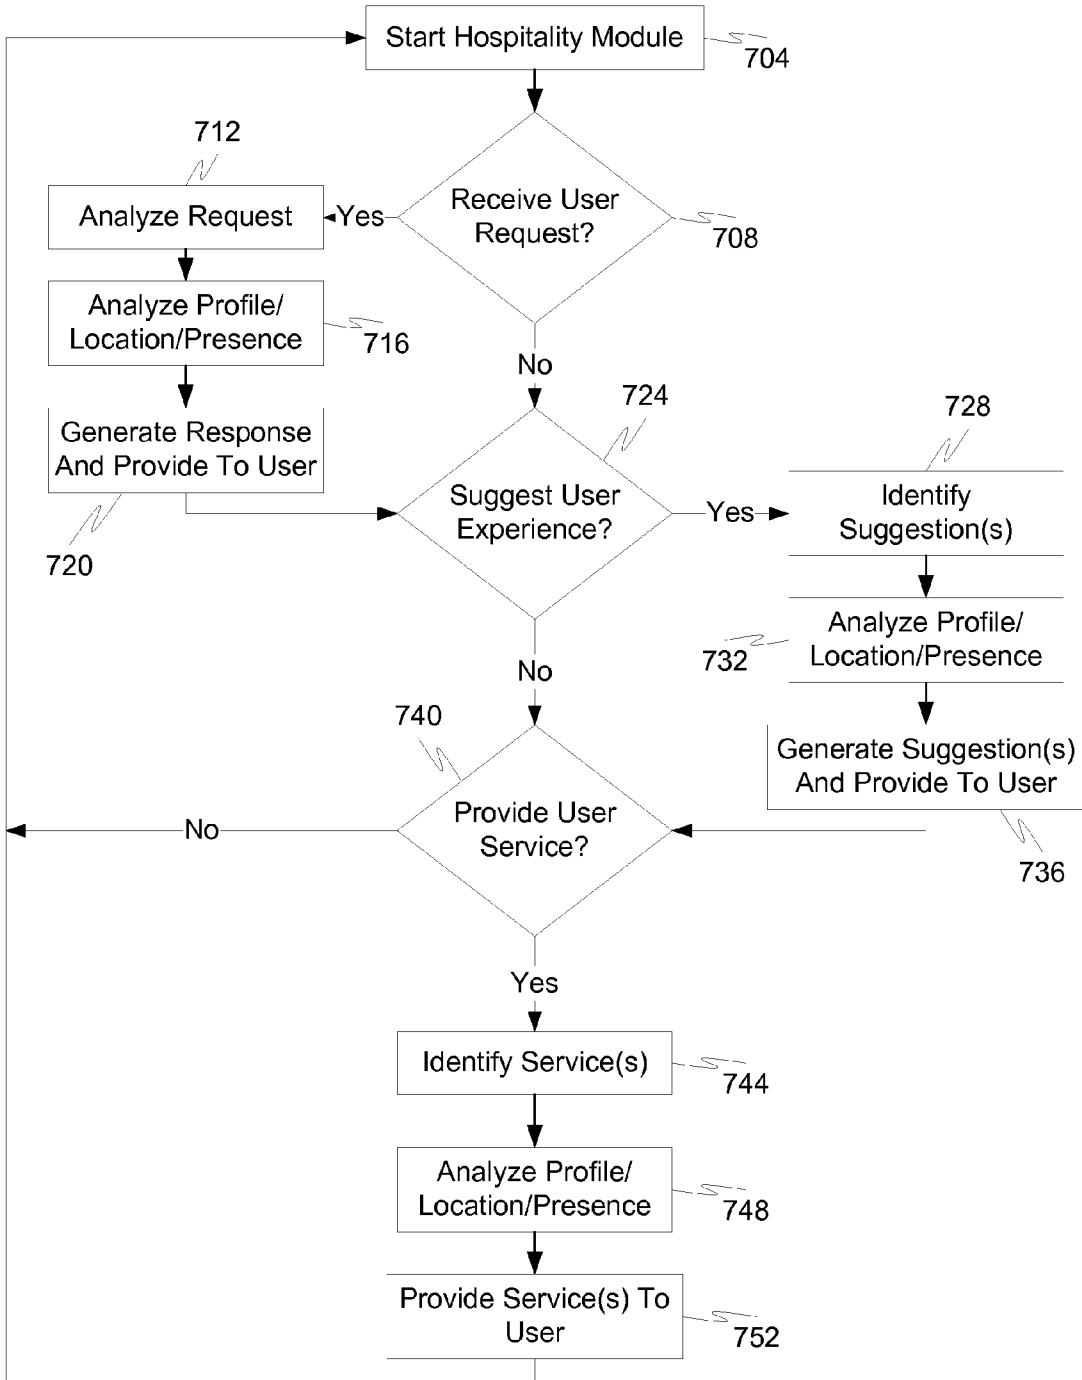 Start Hospitality Module
704
712
Analyze Request
Yes
Receive User
Request?
708
Analyze Profile/
Location/Presence
716
No
724
728
Generate Response
And Provide To User
720
Suggest User
Experience?
Yes
Identify
Suggestion(s)
Analyze Profile/
Location/Presence
732
No
740
Generate Suggestion(s)
And Provide To User
736
Provide User
Service?
No
Yes
Identify Service(s)
744
Analyze Profile/
Location/Presence
748
Provide Service(s) To
User
752